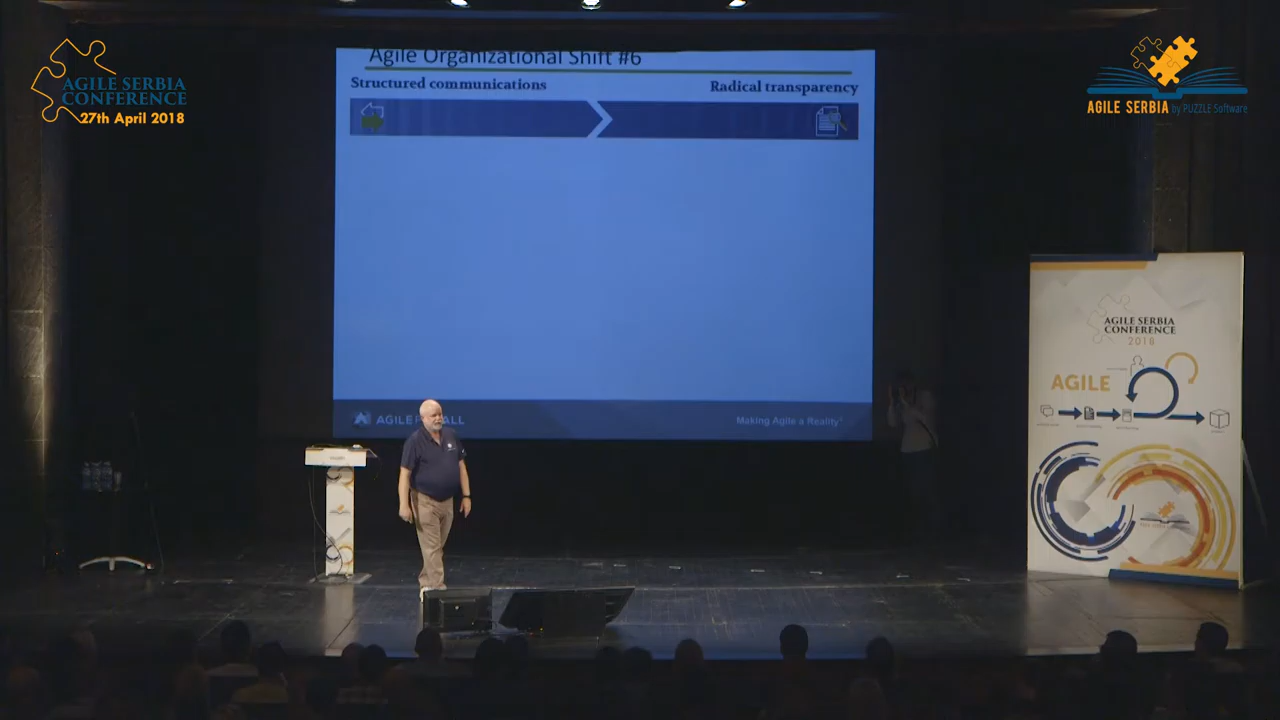 AGILE SERBIA
CONFERENCE
27th April 2018
Agile Organizational Shift #6
Structured communications
Radical transparency
AGILE SERBIA by PUZZLE Software
AGILE SERBIA
CONFERENCE
2018
AGILE
AGILE ALL
Making Agile a Reality